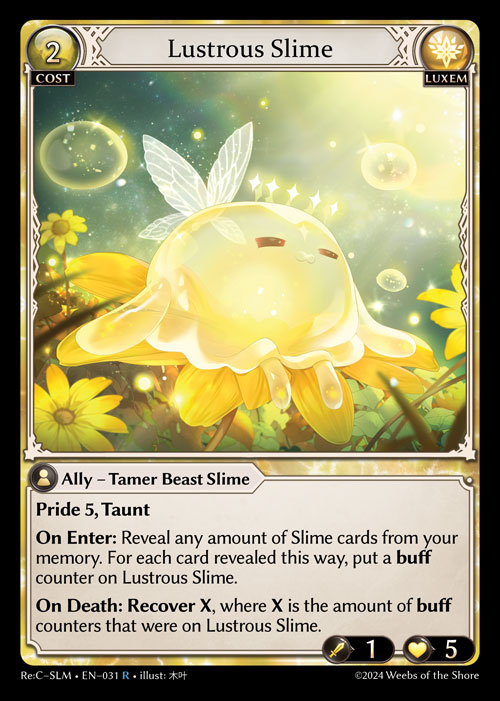 2
Lustrous Slime
COST
LUXEM
Ally – Tamer Beast Slime
Pride 5, Taunt
On Enter: Reveal any amount of Slime cards from your
memory. For each card revealed this way, put a buff
counter on Lustrous Slime.
On Death: Recover X, where X is the amount of buff
counters that were on Lustrous Slime.
1
5
Re:C–SLM • EN–031 R • illust: 木叶
©2024 Weebs of the Shore